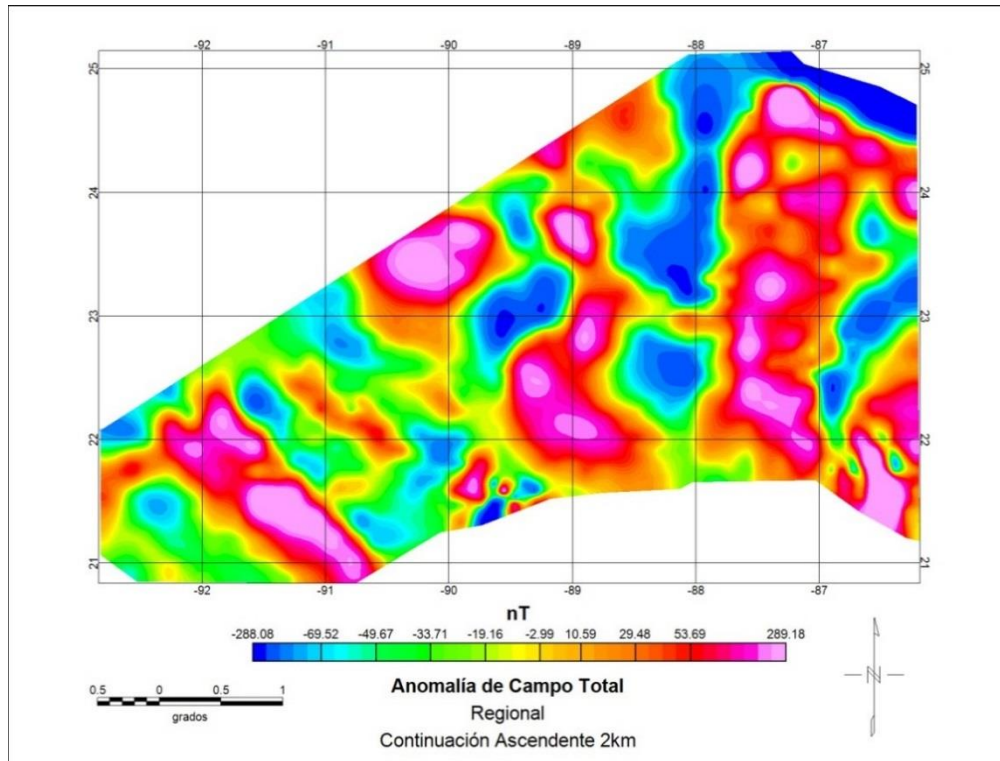 -92 -91 -90 -89 -88 -87
25 25
24 24
23 23
22 22
21 21
-92 -91 -90 -89 -88 -87
nT
-288.08 -69.52 -49.67 -33.71 -19.16 -2.99 10.59 29.48 53.69 289.18
0.5 0 0.5 1
grados
Anomalía de Campo Total
Regional
Continuación Ascendente 2km
N